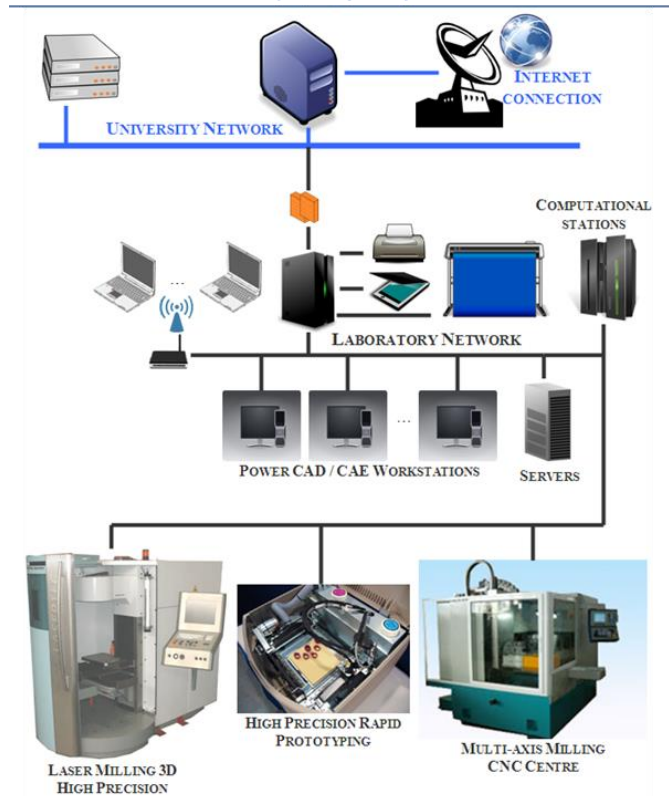 INTERNET
CONNECTION
UNIVERSITY NETWORK
COMPUTATIONAL
STATIONS
...
LABORATORY NETWORK
...
POWER CAD / CAE WORKSTATIONS
SERVERS
HIGH PRECISION RAPID
PROTOTYPING
MULTI-AXIS MILLING
CNC CENTRE
LASER MILLING 3D
HIGH PRECISION